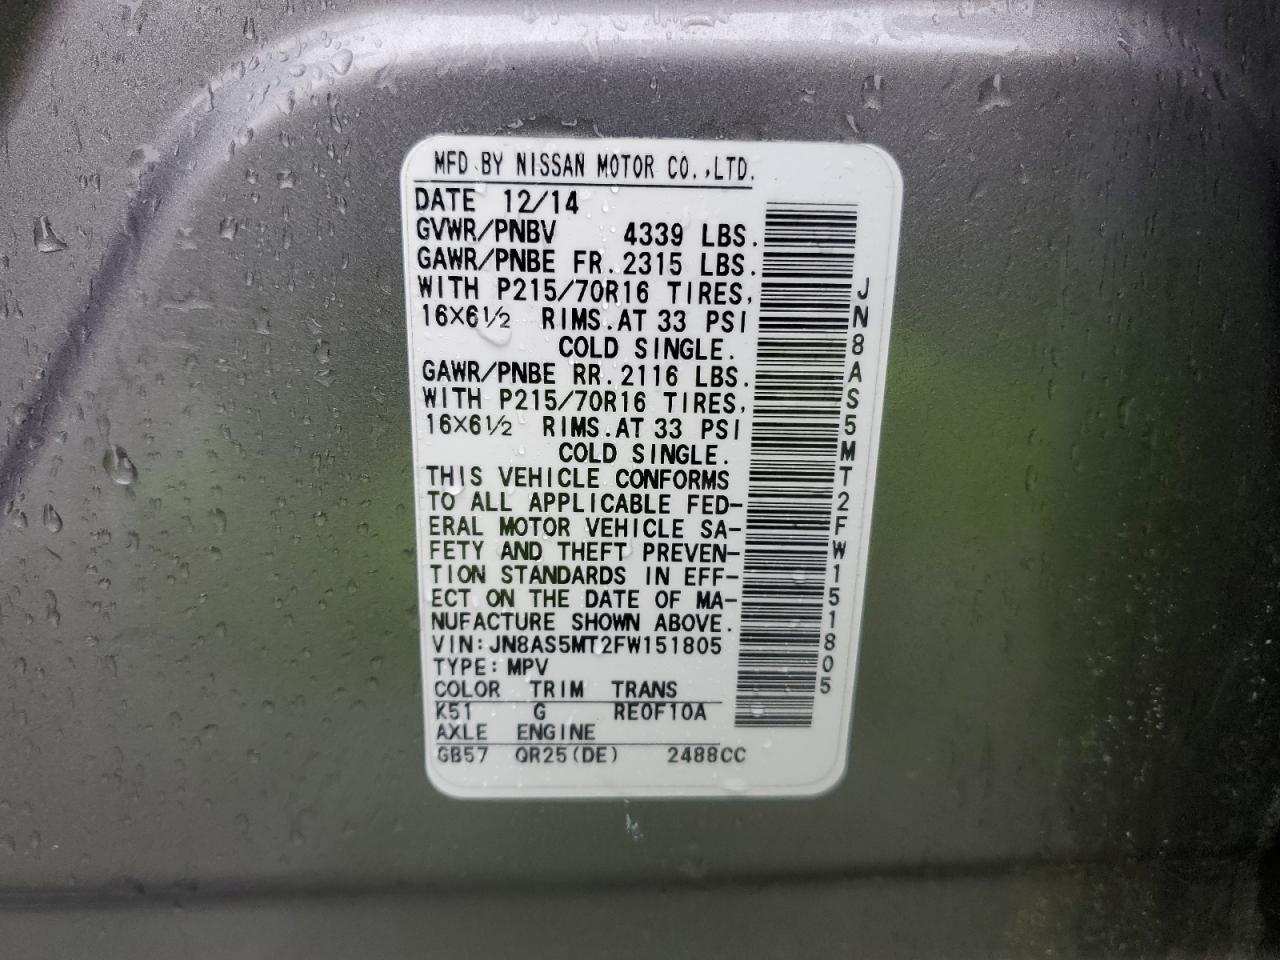 MFD BY NISSAN MOTOR CO.,LTD.
DATE 12/14
GVWR/PNBV 4339 LBS.
GAWR/PNBE FR.2315 LBS.
WITH P215/70R16 TIRES,
16X6½ RIMS.AT 33 PSI
COLD SINGLE.
GAWR/PNBE RR.2116 LBS.
WITH P215/70R16 TIRES,
16X6½ RIMS.AT 33 PSI
COLD SINGLE.
THIS VEHICLE CONFORMS
TO ALL APPLICABLE FED-
ERAL MOTOR VEHICLE SA-
FETY AND THEFT PREVEN-
TION STANDARDS IN EFF-
ECT ON THE DATE OF MA-
NUFACTURE SHOWN ABOVE.
VIN:JN8AS5MT2FW151805
TYPE:MPV
COLOR TRIM TRANS
K51 G RE0F10A
AXLE ENGINE
GB57 QR25(DE) 2488CC
JN8AS5MT2FW151805